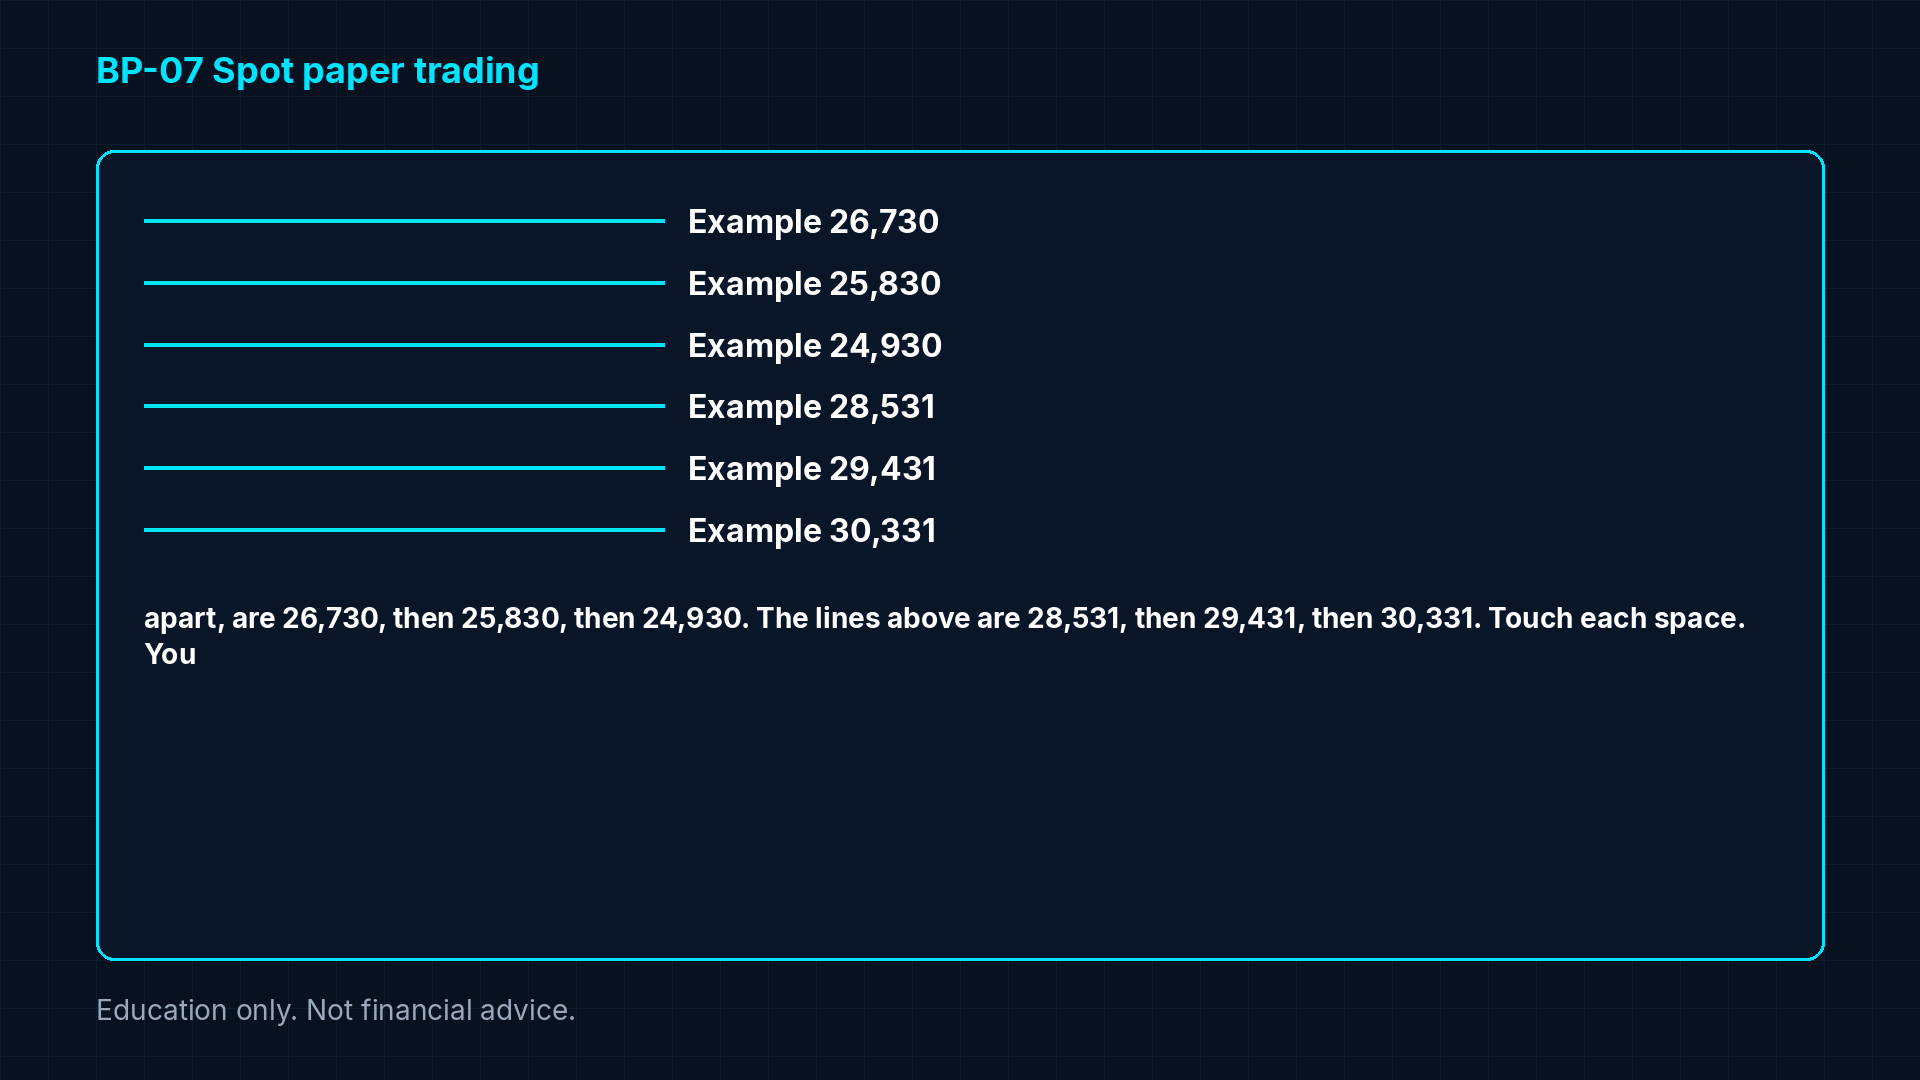 BP-07 Spot paper trading
Example 26,730
Example 25,830
Example 24,930
Example 28,531
Example 29,431
Example 30,331
apart, are 26,730, then 25,830, then 24,930. The lines above are 28,531, then 29,431, then 30,331. Touch each space.
You
Education only. Not financial advice.